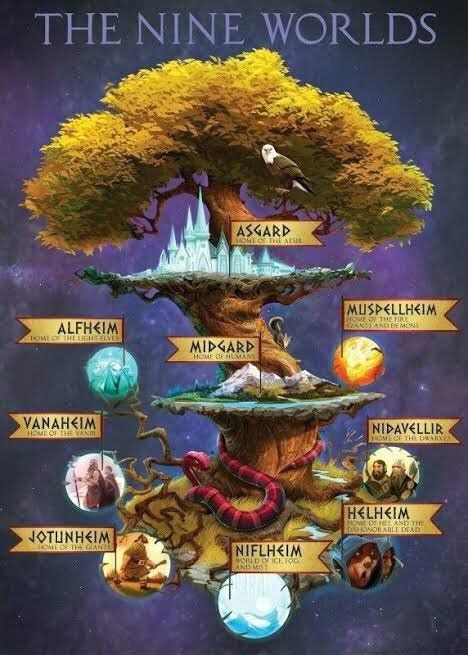 THE NINE WORLDS
ASGARD
HOME OF THE AESIR
MUSPELLHEIM
HOME OF THE FIRE
GIANTS AND DEMONS
ALFHEIM
HOME OF THE LIGHT ELVES
MIDGARD
HOME OF HUMANS
VANAHEIM
HOME OF THE VANIR
NIDAVELLIR
HOME OF THE DWARVES
HELHEIM
HOME OF HEL AND THE
DISHONORABLE DEAD
JOTUNHEIM
HOME OF THE GIANTS
NIFLHEIM
WORLD OF ICE, FOG,
AND MIST